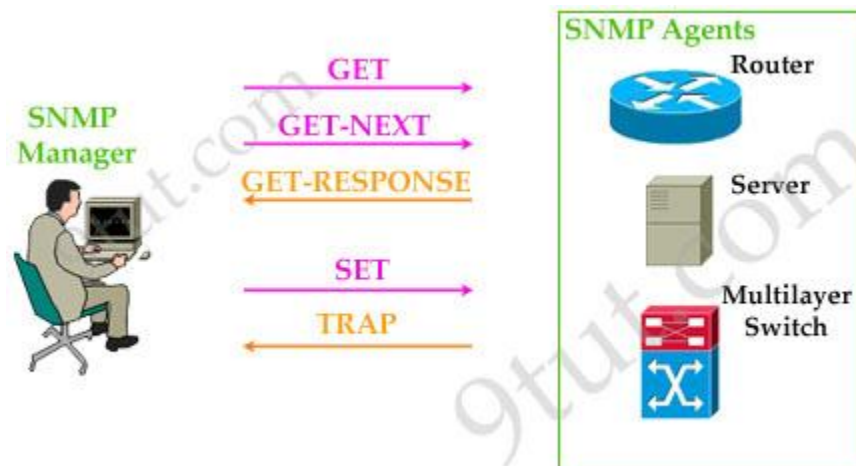 SNMP Agents
GET
Router
SNMP
Manager
GET-NEXT
GET-RESPONSE
Server
SET
TRAP
Multilayer
Switch
9tut.com
9tut.com